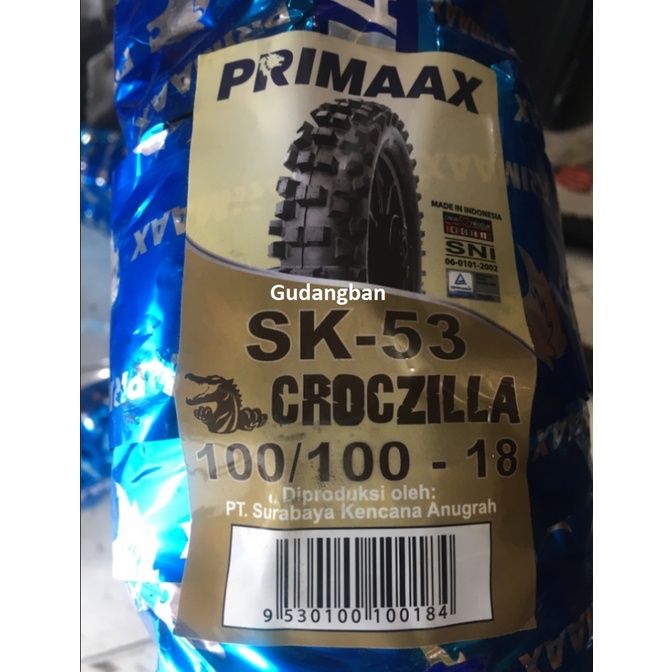 PRIMAAX
MADE IN INDONESIA
SNI
06-0101-2002
Gudangban
SK-53
CROCZILLA
100/100 - 18
Diproduksi oleh:
PT. Surabaya Kencana Anugrah
9 530100 100184
PRIMAAX